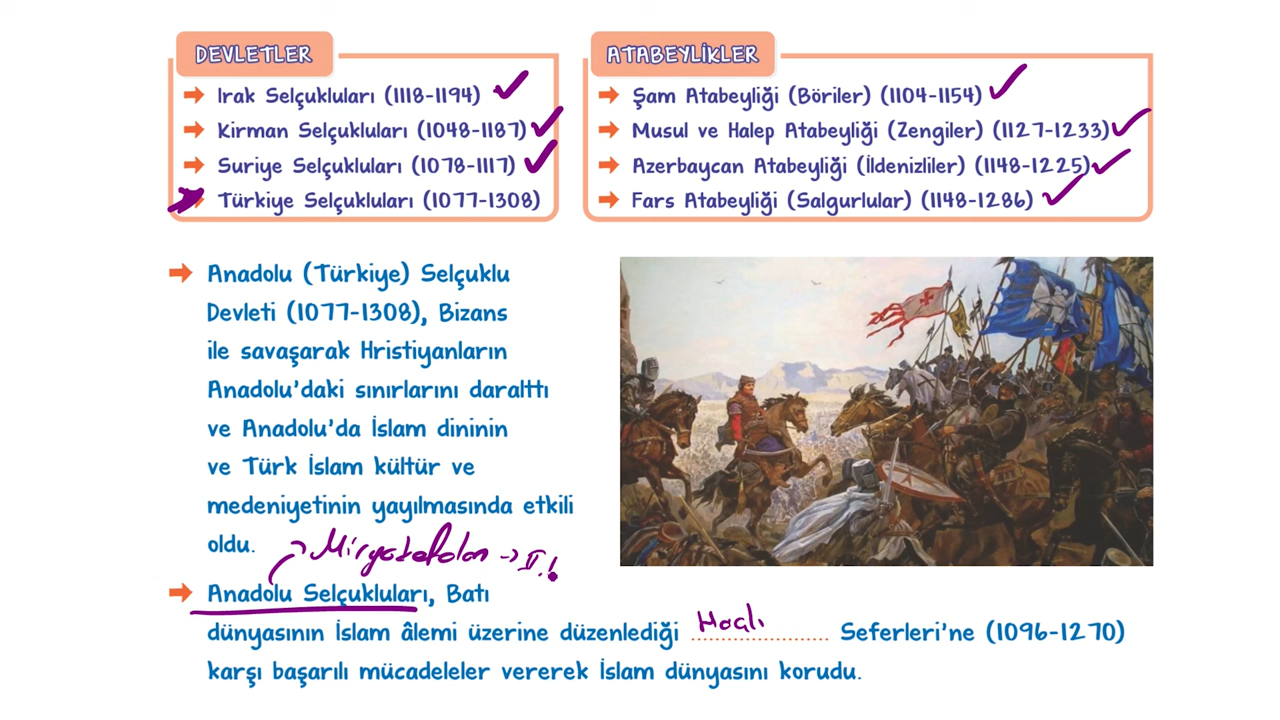 DEVLETLER
Irak Selçukluları (1118-1194)
Kirman Selçukluları (1048-1187)
Suriye Selçukluları (1078-1117)
Türkiye Selçukluları (1077-1308)
ATABEYLİKLER
Şam Atabeyliği (Böriler) (1104-1154)
Musul ve Halep Atabeyliği (Zengiler) (1127-1233)
Azerbaycan Atabeyliği (İldenizliler) (1148-1225)
Fars Atabeyliği (Salgurlular) (1148-1286)
Anadolu (Türkiye) Selçuklu
Devleti (1077-1308), Bizans
ile savaşarak Hristiyanların
Anadolu'daki sınırlarını daralttı
ve Anadolu'da İslam dininin
ve Türk İslam kültür ve
medeniyetinin yayılmasında etkili
oldu.
→ Miryokefalon → II.!
Anadolu Selçukluları, Batı
dünyasının İslam âlemi üzerine düzenlediği Haçlı Seferleri'ne (1096-1270)
karşı başarılı mücadeleler vererek İslam dünyasını korudu.